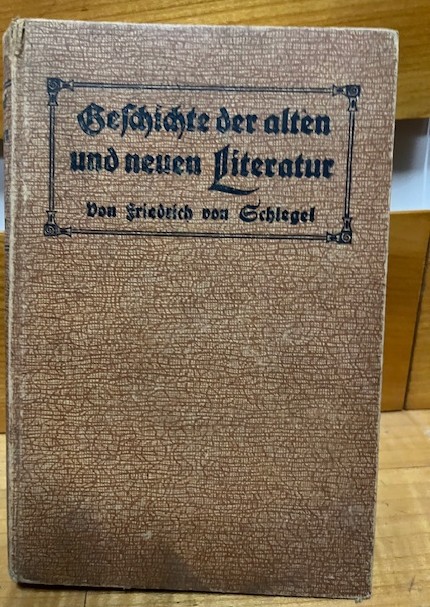 Geschichte der alten
und neuen Literatur
Von Friedrich von Schlegel